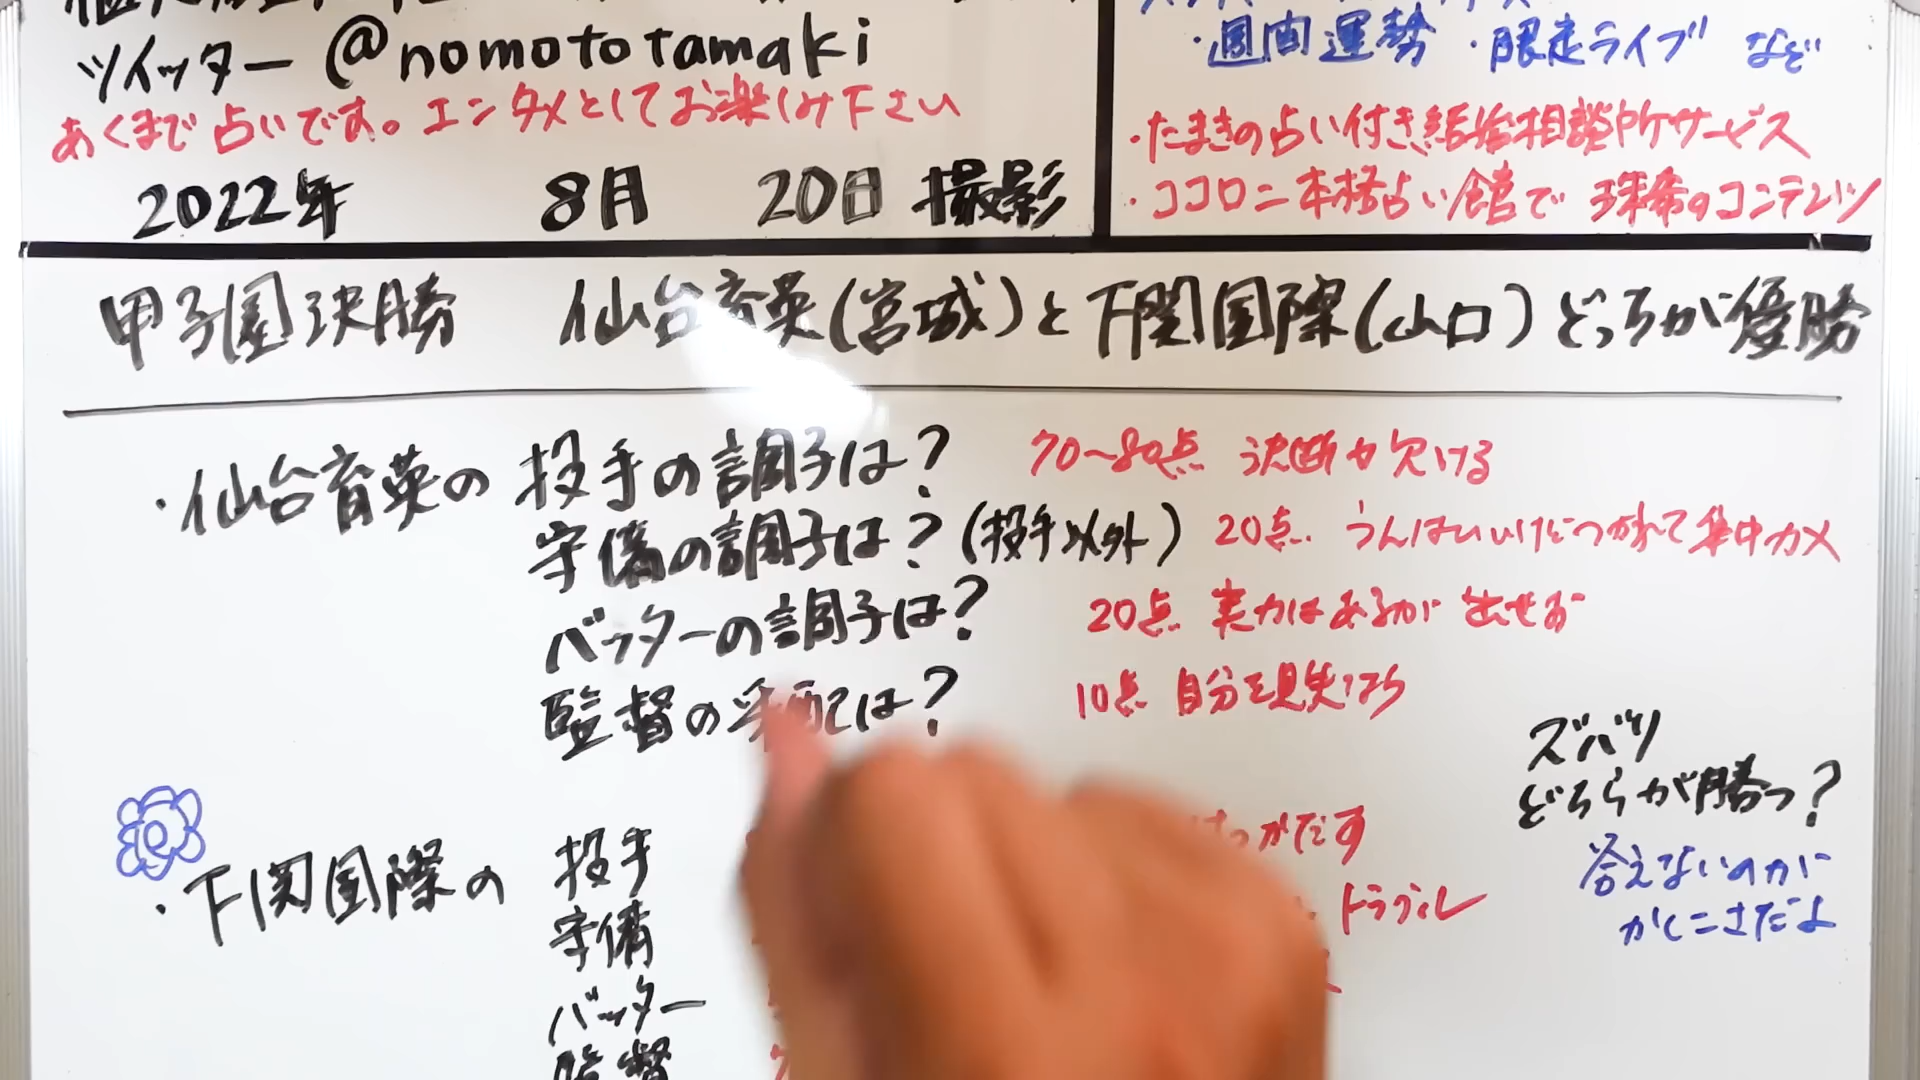 ツイッター @nomototamaki
あくまで占いです。エンタメとしてお楽しみ下さい
2022年 8月 20日 撮影
・週間運勢 ・限定ライブ など
・たまきの占い付き結婚相談所サービス
・ココロニ本格占い館で 珠希のコンテンツ
甲子園決勝 仙台育英(宮城)と下関国際(山口)どっちが優勝
・仙台育英の 投手の調子は? 70〜80点 決断力欠ける
守備の調子は?(投手以外) 20点 うんはいいけどつかれて集中力×
バッターの調子は? 20点 実力はあるが 出せず
監督の采配は? 10点 自分を見失いなら
ズバリ
どちらが勝つ?
答えないのが
かくこさだよ
・下関国際の 投手
守備 トラブル
バッター
監督